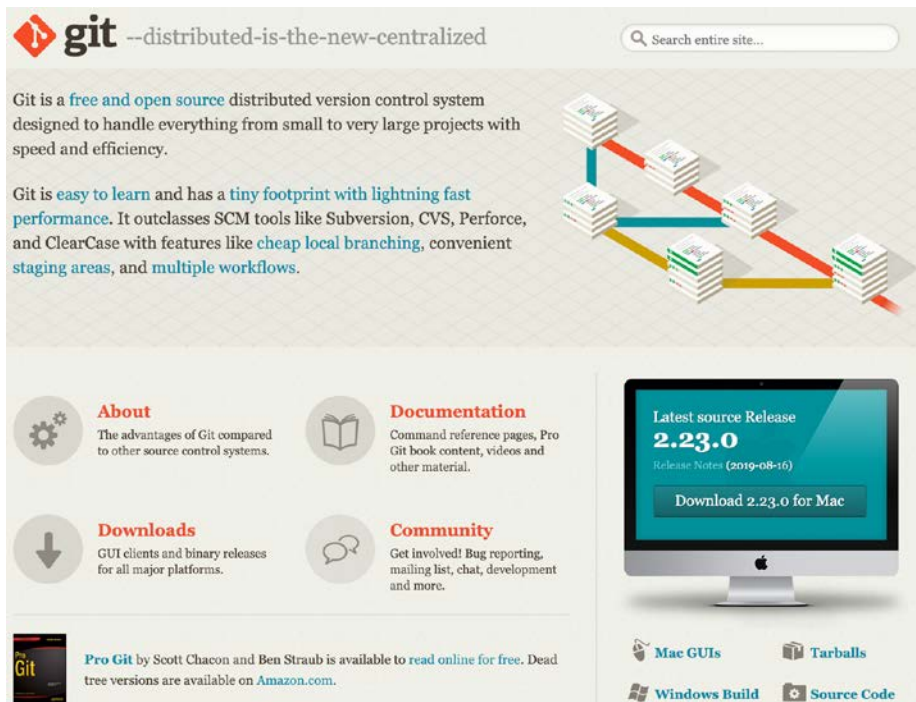 git --distributed-is-the-new-centralized
Search entire site...
Git is a free and open source distributed version control system
designed to handle everything from small to very large projects with
speed and efficiency.
Git is easy to learn and has a tiny footprint with lightning fast
performance. It outclasses SCM tools like Subversion, CVS, Perforce,
and ClearCase with features like cheap local branching, convenient
staging areas, and multiple workflows.
About
The advantages of Git compared
to other source control systems.
Documentation
Command reference pages, Pro
Git book content, videos and
other material.
Downloads
GUI clients and binary releases
for all major platforms.
Community
Get involved! Bug reporting,
mailing list, chat, development
and more.
Pro
Git
Pro Git by Scott Chacon and Ben Straub is available to read online for free. Dead
tree versions are available on Amazon.com.
Latest source Release
2.23.0
Release Notes (2019-08-16)
Download 2.23.0 for Mac
Mac GUIs
Tarballs
Windows Build
Source Code